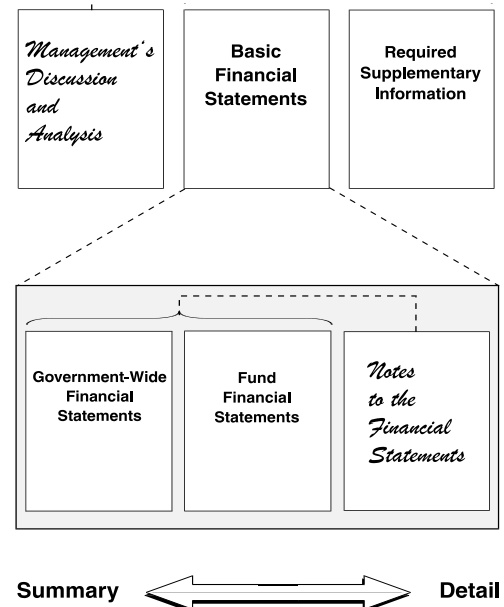 Management's
Discussion
and
Analysis
Basic
Financial
Statements
Required
Supplementary
Information
Government-Wide
Financial
Statements
Fund
Financial
Statements
Notes
to the
Financial
Statements
Summary
Detail